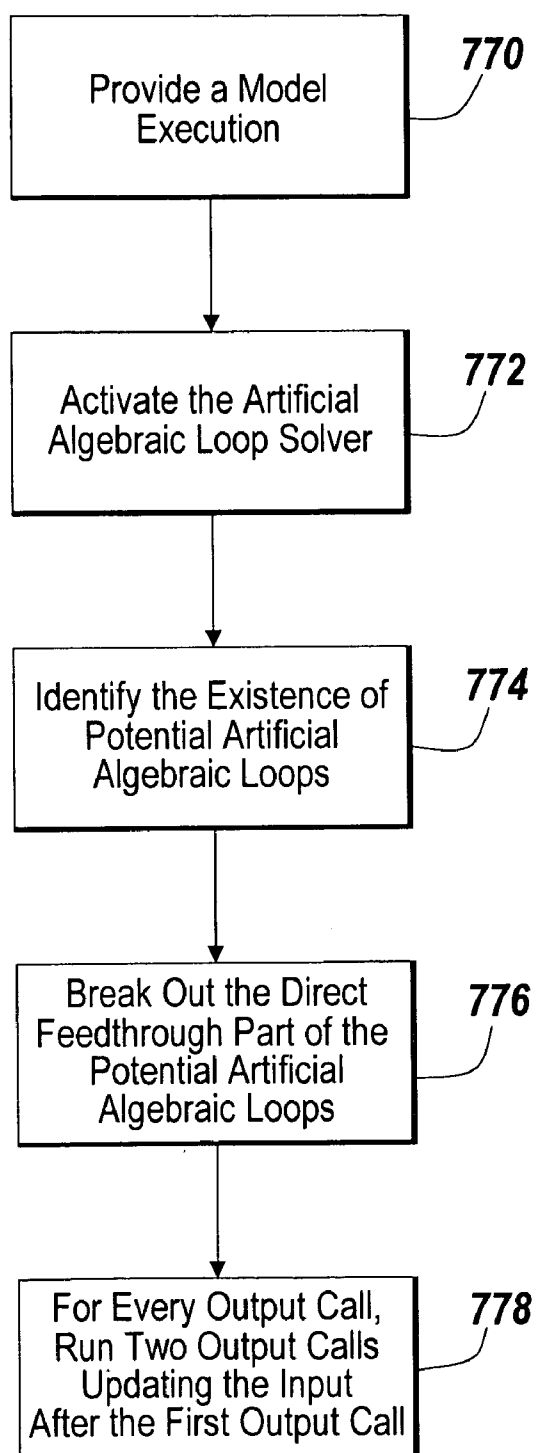 770
Provide a Model
Execution
772
Activate the Artificial
Algebraic Loop Solver
774
Identify the Existence of
Potential Artificial
Algebraic Loops
776
Break Out the Direct
Feedthrough Part of the
Potential Artificial
Algebraic Loops
778
For Every Output Call,
Run Two Output Calls
Updating the Input
After the First Output Call